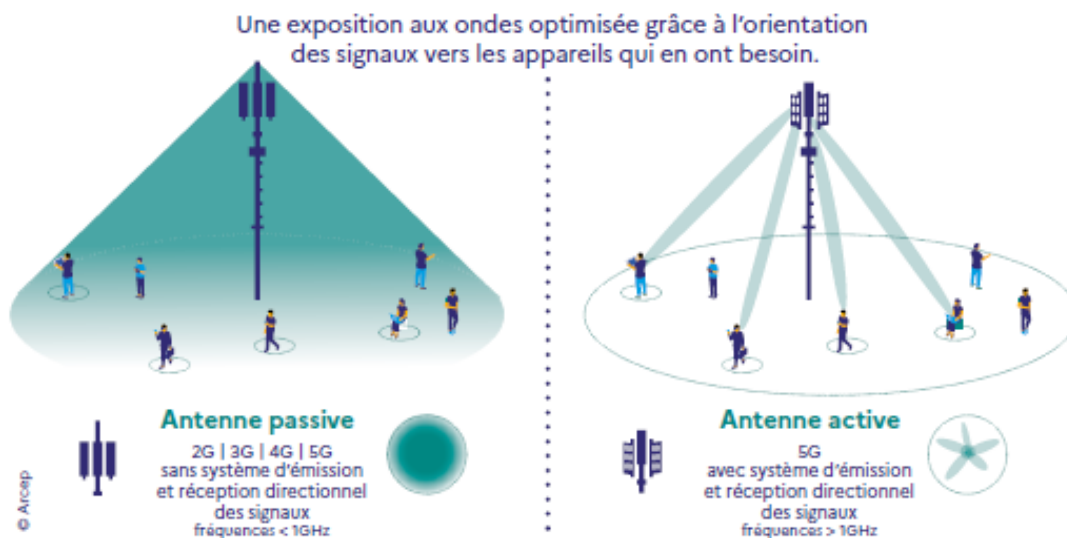 Une exposition aux ondes optimisée grâce à l'orientation
des signaux vers les appareils qui en ont besoin.
Antenne passive
2G | 3G | 4G | 5G
sans système d'émission
et réception directionnel
des signaux
fréquences < 1GHz
Antenne active
5G
avec système d'émission
et réception directionnel
des signaux
fréquences > 1GHz
© Arcep